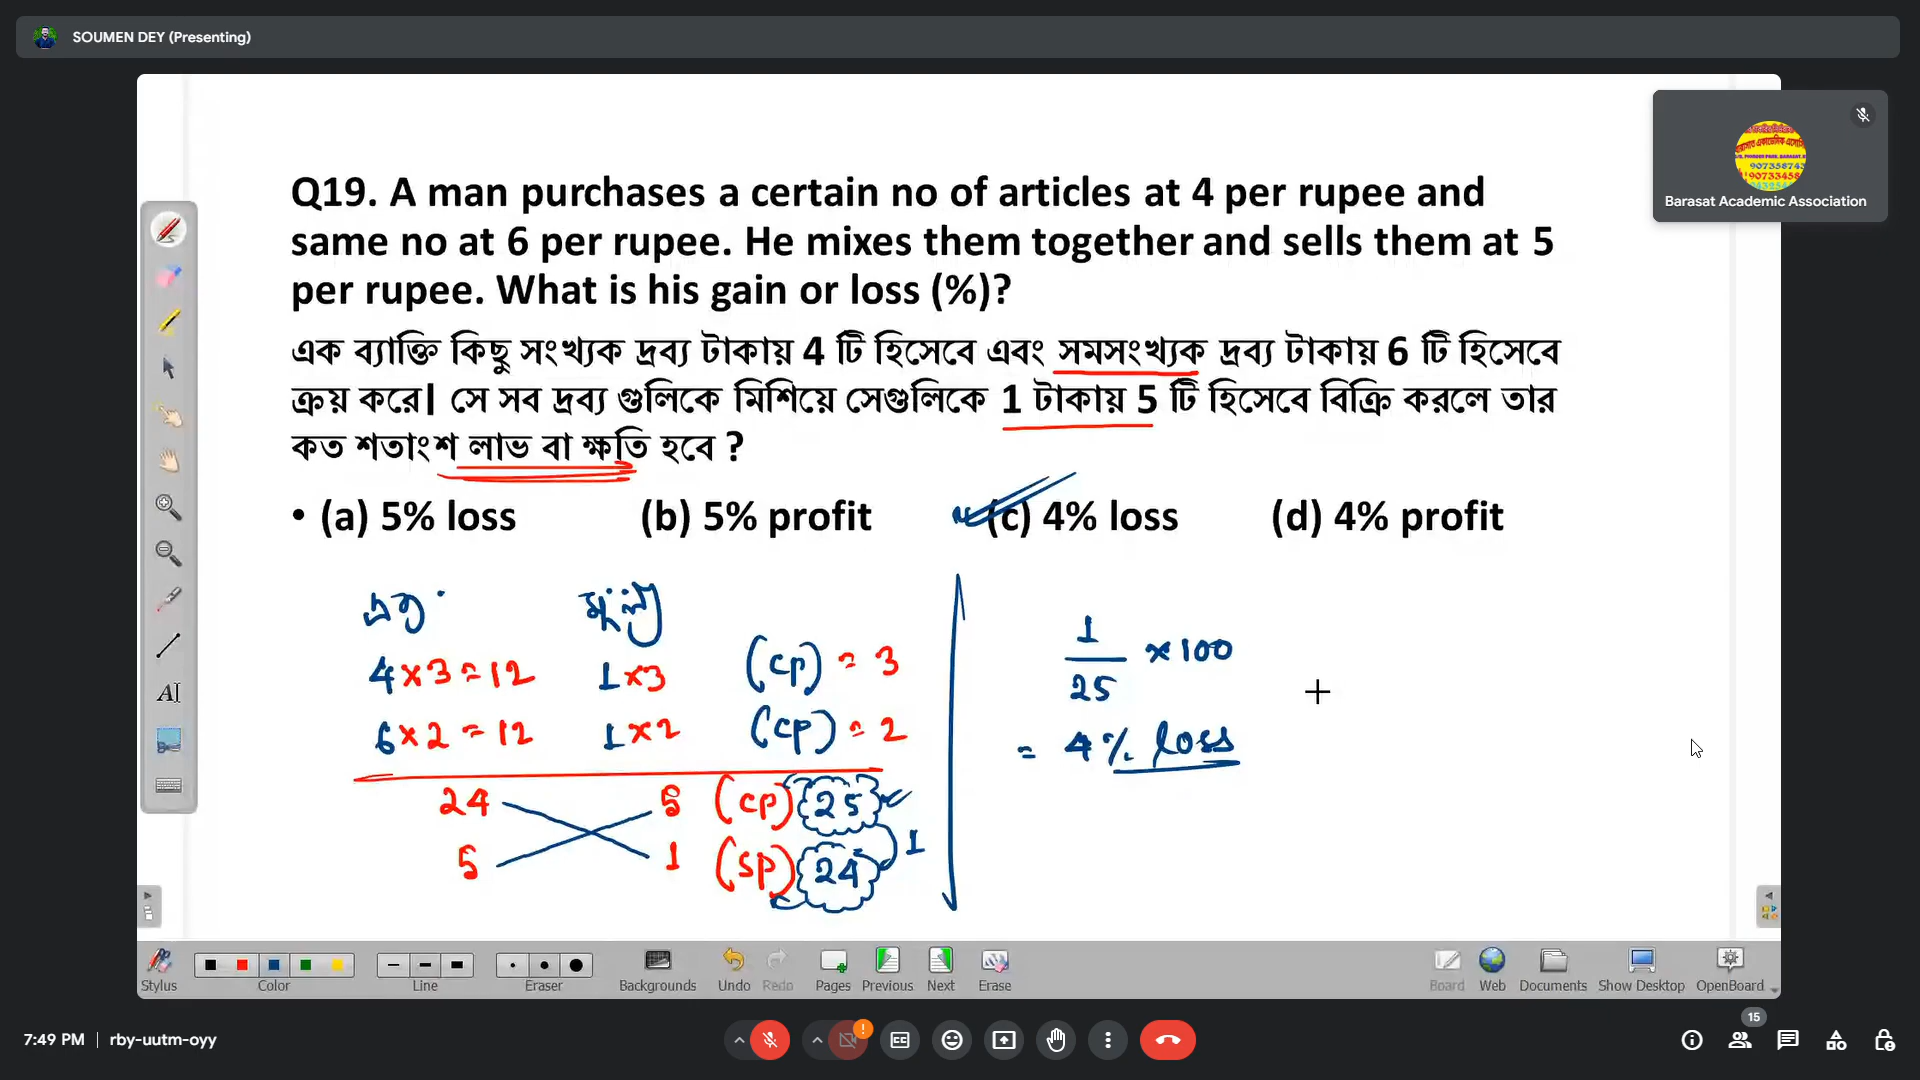 SOUMEN DEY (Presenting)
Barasat Academic Association
Q19. A man purchases a certain no of articles at 4 per rupee and
same no at 6 per rupee. He mixes them together and sells them at 5
per rupee. What is his gain or loss (%)?
এক ব্যাক্তি কিছু সংখ্যক দ্রব্য টাকায় 4 টি হিসেবে এবং সমসংখ্যক দ্রব্য টাকায় 6 টি হিসেবে
ক্রয় করে। সে সব দ্রব্য গুলিকে মিশিয়ে সেগুলিকে 1 টাকায় 5 টি হিসেবে বিক্রি করলে তার
কত শতাংশ লাভ বা ক্ষতি হবে ?
• (a) 5% loss (b) 5% profit (c) 4% loss (d) 4% profit
দ্রব্য মূল্য
4×3=12 1×3 (CP) = 3
6×2=12 1×2 (CP) = 2
24 5 (CP) 25
5 1 (SP) 24
1
1/25 ×100
= 4% loss
AI
Stylus Color Line Eraser Backgrounds Undo Redo Pages Previous Next Erase Board Web Documents Show Desktop OpenBoard
7:49 PM | rby-uutm-oyy
15